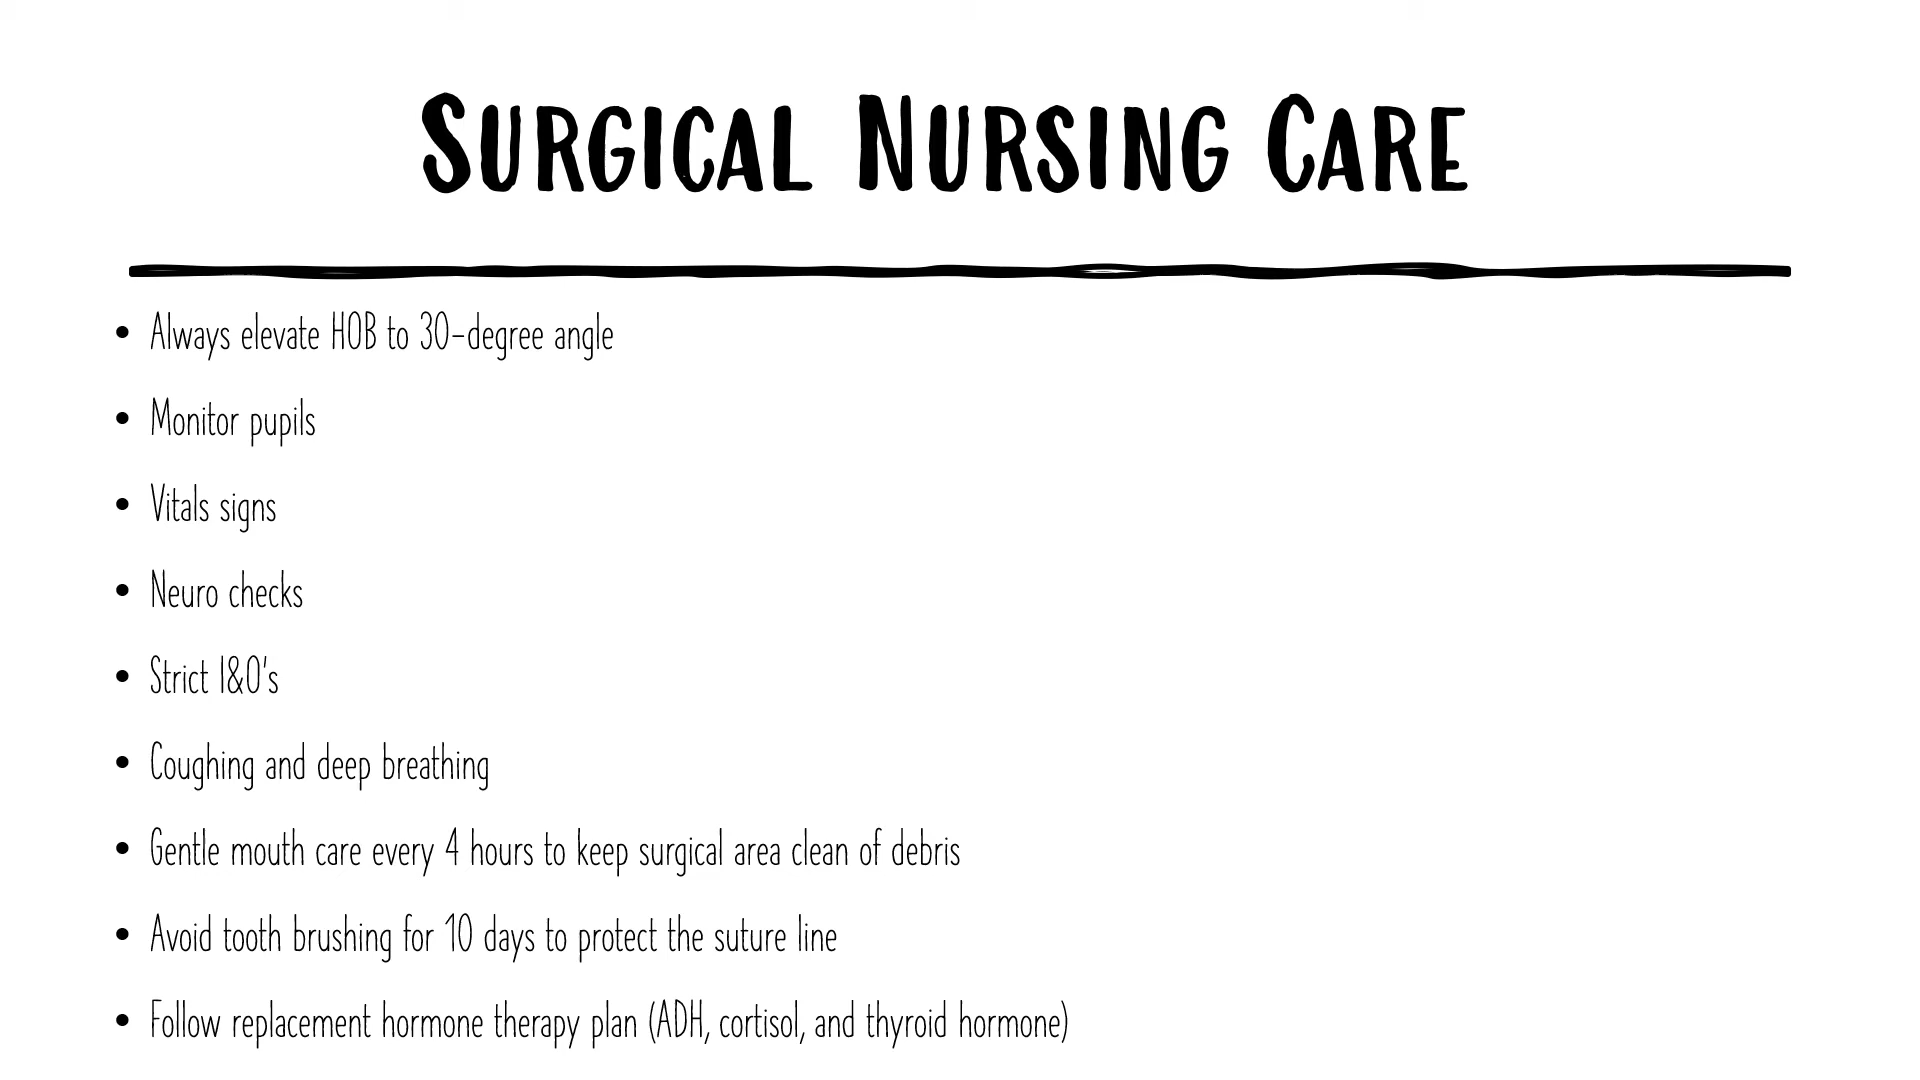 Surgical Nursing Care
• Always elevate HOB to 30-degree angle
• Monitor pupils
• Vitals signs
• Neuro checks
• Strict I&O's
• Coughing and deep breathing
• Gentle mouth care every 4 hours to keep surgical area clean of debris
• Avoid tooth brushing for 10 days to protect the suture line
• Follow replacement hormone therapy plan (ADH, cortisol, and thyroid hormone)